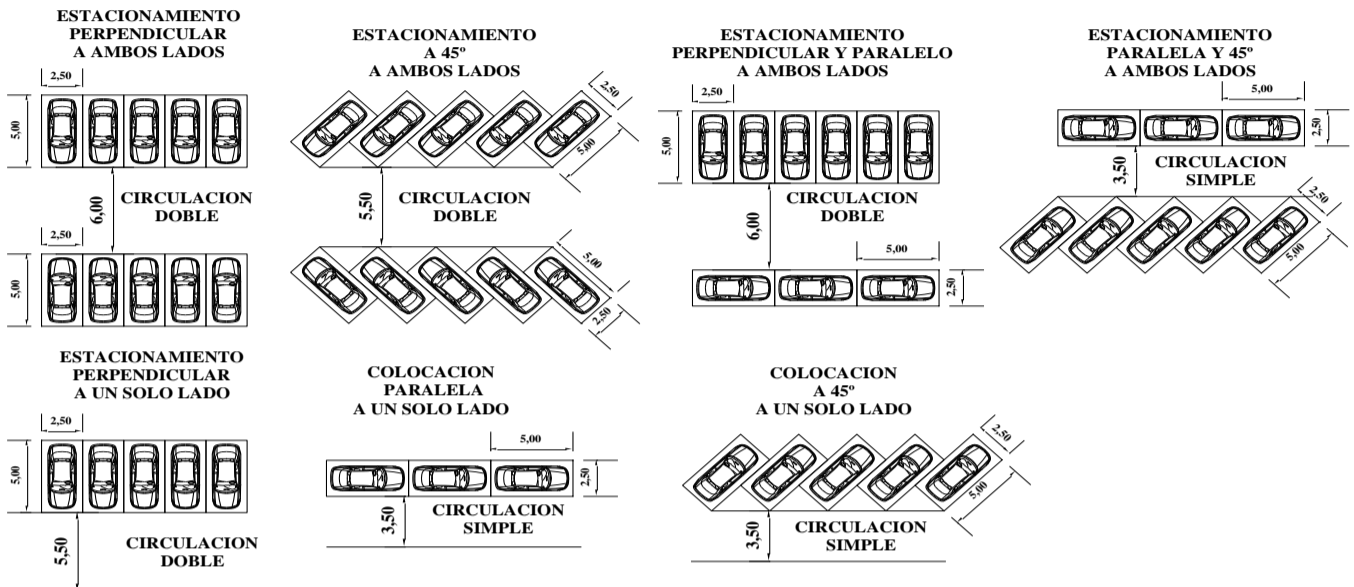 ESTACIONAMIENTO
PERPENDICULAR
A AMBOS LADOS
2,50
5,00
6,00
CIRCULACION
DOBLE
2,50
5,00
ESTACIONAMIENTO
A 45º
A AMBOS LADOS
2,50
5,00
5,50
CIRCULACION
DOBLE
5,00
2,50
ESTACIONAMIENTO
PERPENDICULAR Y PARALELO
A AMBOS LADOS
2,50
5,00
CIRCULACION
DOBLE
6,00
5,00
2,50
ESTACIONAMIENTO
PARALELA Y 45º
A AMBOS LADOS
5,00
2,50
3,50
CIRCULACION
SIMPLE
2,50
5,00
ESTACIONAMIENTO
PERPENDICULAR
A UN SOLO LADO
2,50
5,00
5,50
CIRCULACION
DOBLE
COLOCACION
PARALELA
A UN SOLO LADO
5,00
2,50
3,50
CIRCULACION
SIMPLE
COLOCACION
A 45º
A UN SOLO LADO
2,50
5,00
3,50
CIRCULACION
SIMPLE